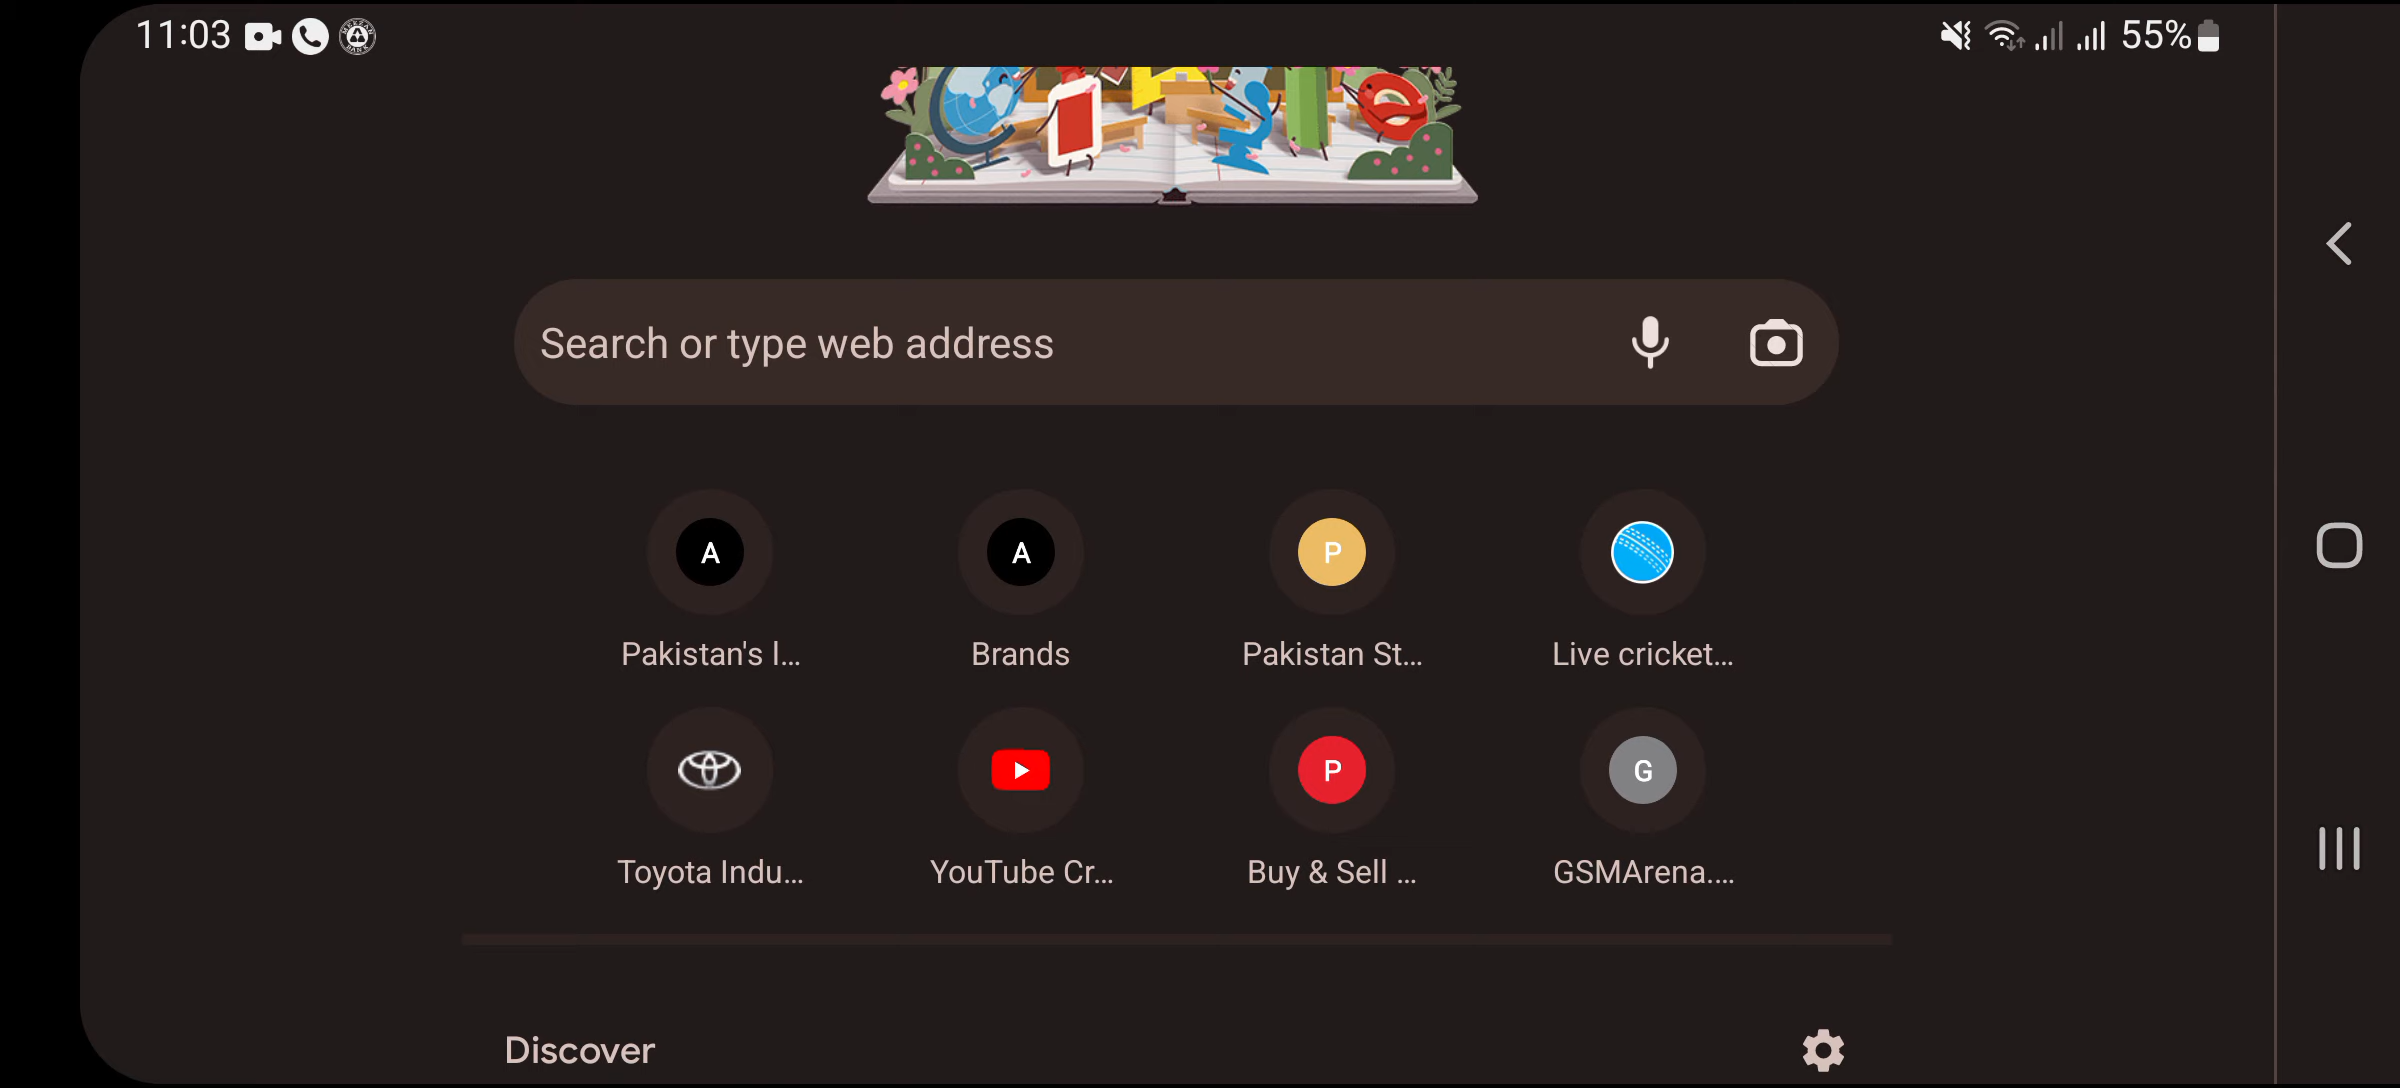 11:03 55%
Search or type web address
A A P
Pakistan's l... Brands Pakistan St... Live cricket...
P G
Toyota Indu... YouTube Cr... Buy & Sell ... GSMArena....
Discover